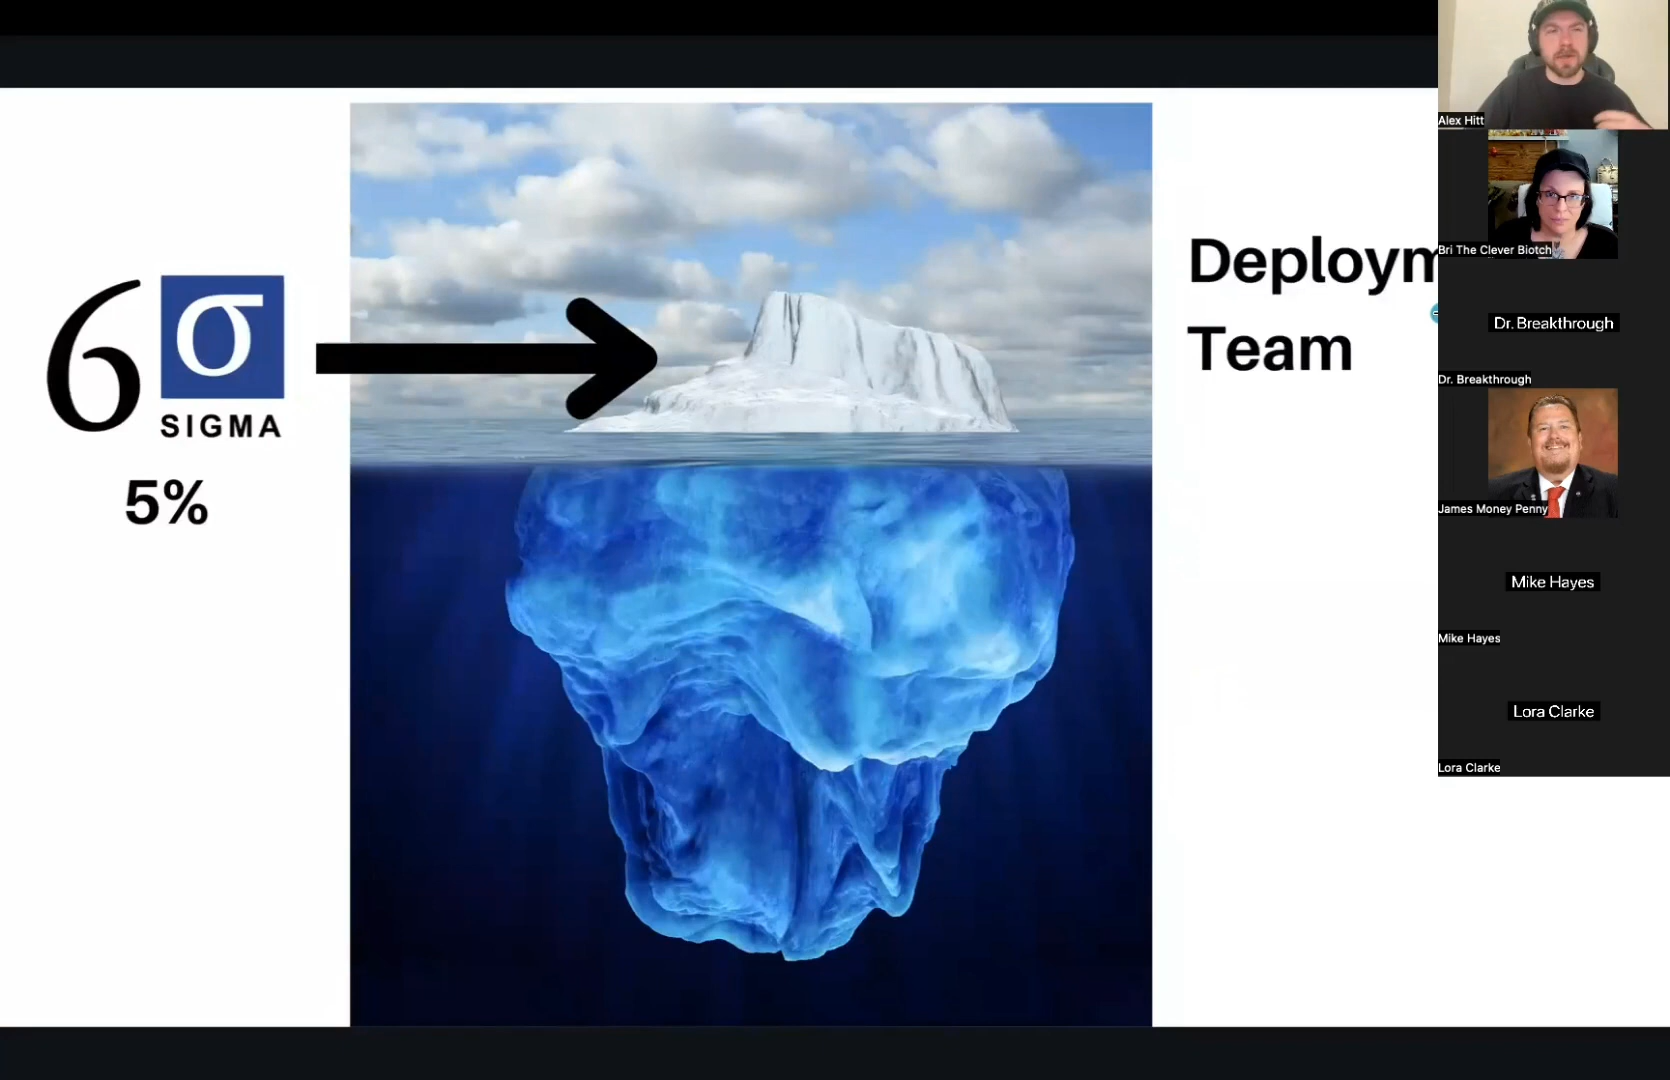 6 σ
SIGMA
5%
Deploym
Team
Alex Hitt
Bri The Clever Biotch
Dr. Breakthrough
Dr. Breakthrough
James Money Penny
Mike Hayes
Mike Hayes
Lora Clarke
Lora Clarke